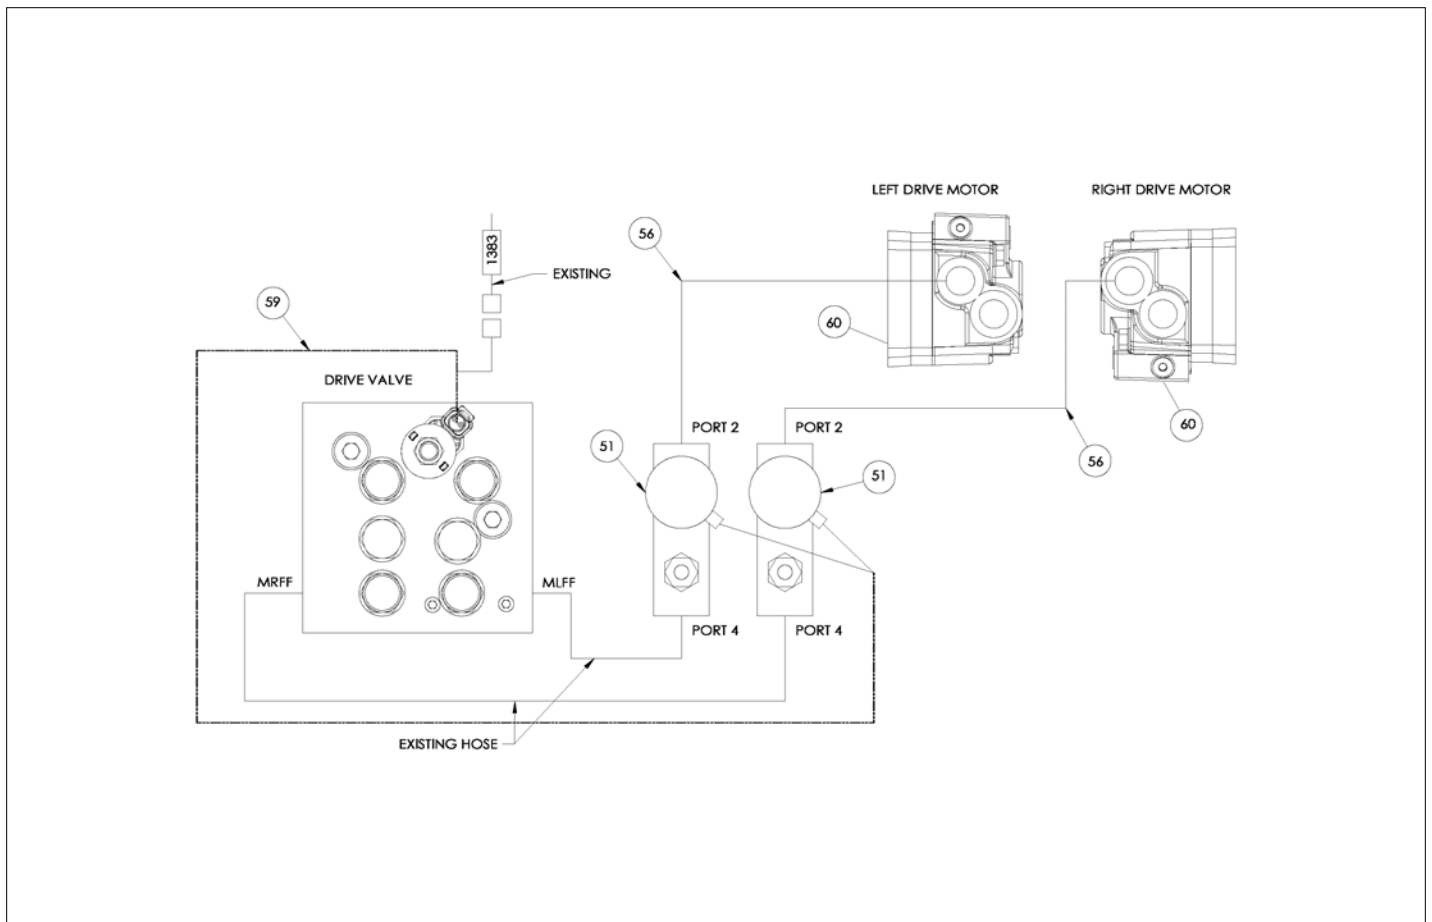 LEFT DRIVE MOTOR
RIGHT DRIVE MOTOR
1383
56
EXISTING
59
60
DRIVE VALVE
60
PORT 2
PORT 2
51
56
51
MRFF
MLFF
PORT 4
PORT 4
EXISTING HOSE